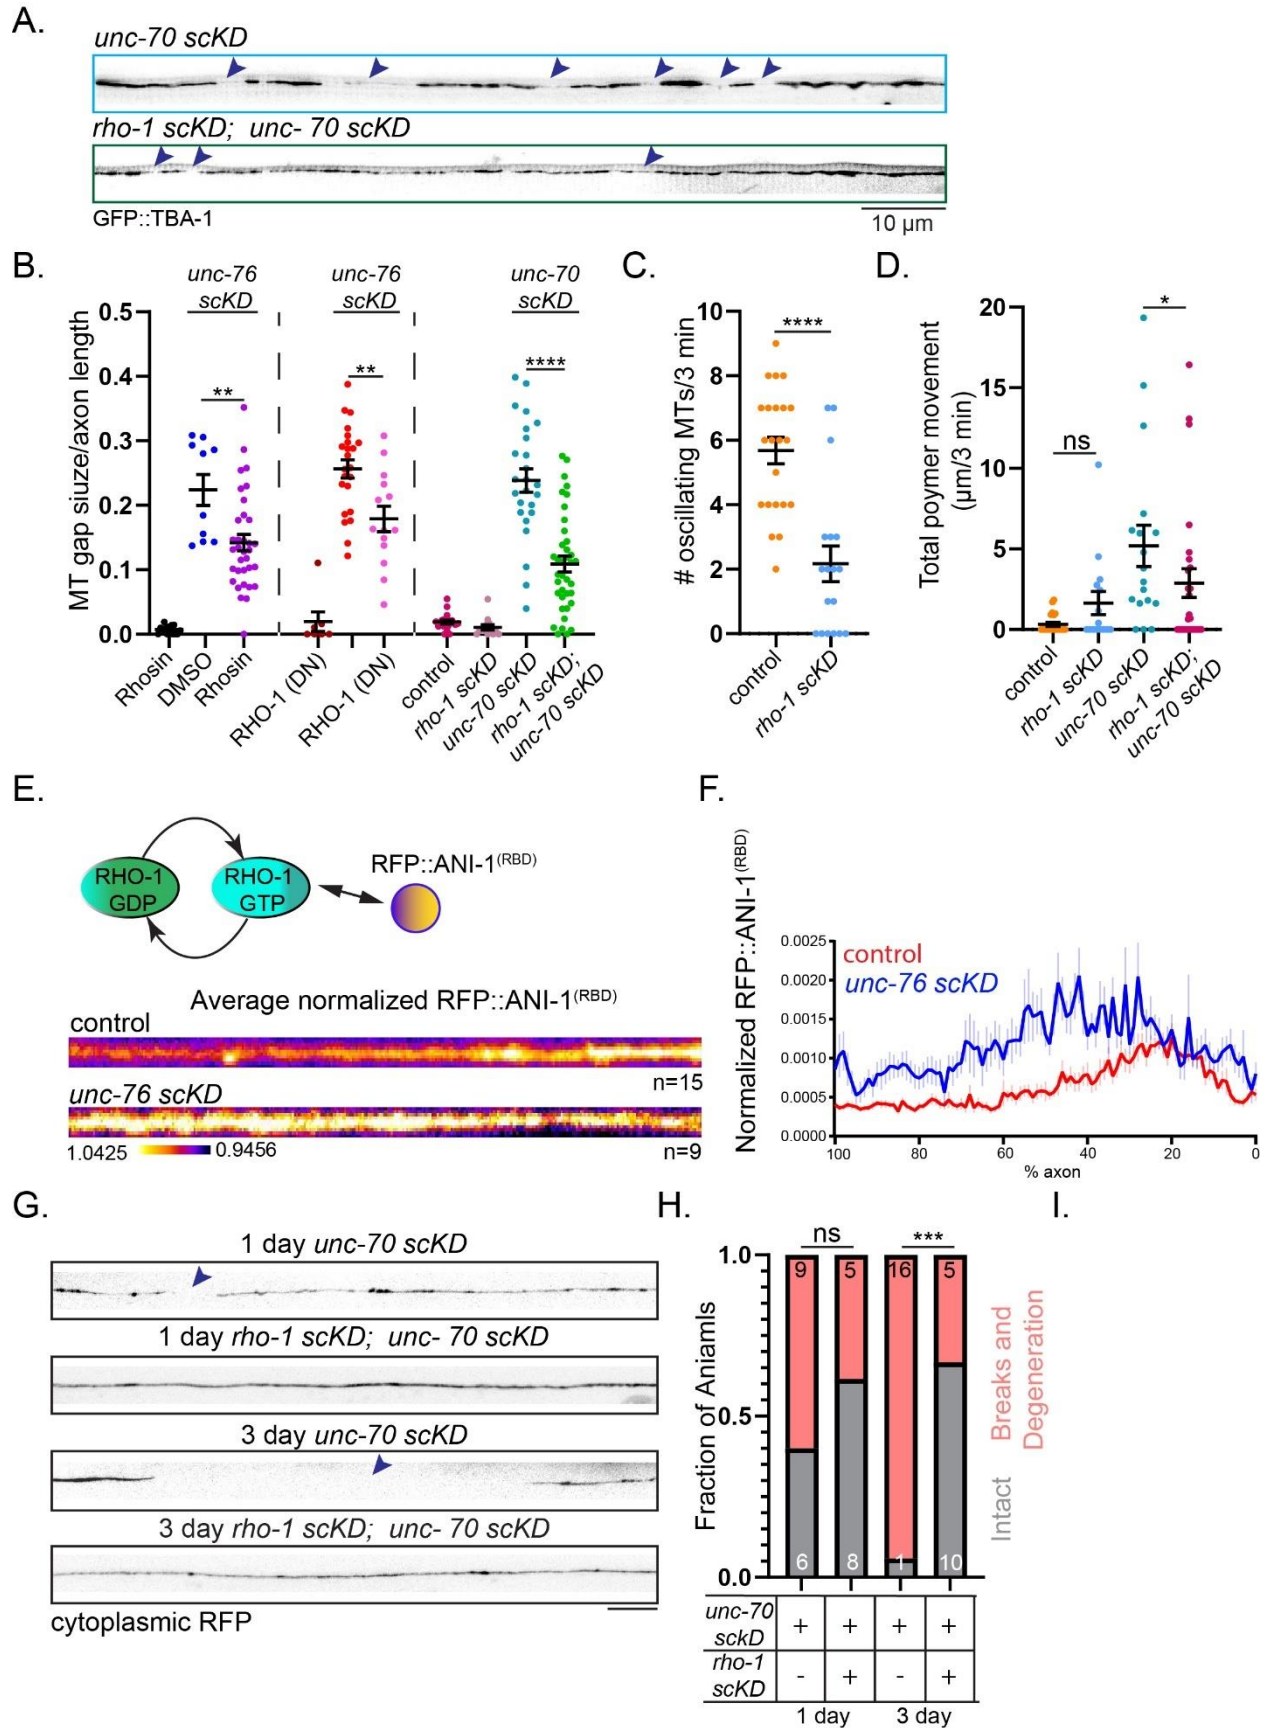 A.
unc-70 scKD
rho-1 scKD; unc- 70 scKD
GFP::TBA-1
10 µm
B.
unc-76
scKD
unc-76
scKD
unc-70
scKD
MT gap siuze/axon length
0.5
0.4
0.3
0.2
0.1
0.0
**
**
****
Rhosin
DMSO
Rhosin
RHO-1 (DN)
RHO-1 (DN)
control
rho-1 scKD
unc-70 scKD
rho-1 scKD;
unc-70 scKD
C.
# oscillating MTs/3 min
10
8
6
4
2
0
****
control
rho-1 scKD
D.
Total poymer movement
(µm/3 min)
20
15
10
5
0
ns
*
control
rho-1 scKD
unc-70 scKD
rho-1 scKD;
unc-70 scKD
E.
RHO-1
GDP
RHO-1
GTP
RFP::ANI-1(RBD)
Average normalized RFP::ANI-1(RBD)
control
n=15
unc-76 scKD
1.0425
0.9456
n=9
F.
Normalized RFP::ANI-1(RBD)
0.0025
0.0020
0.0015
0.0010
0.0005
0.0000
control
unc-76 scKD
100 80 60 40 20 0
% axon
G.
1 day unc-70 scKD
1 day rho-1 scKD; unc- 70 scKD
3 day unc-70 scKD
3 day rho-1 scKD; unc- 70 scKD
cytoplasmic RFP
H.
Fraction of Aniamls
1.0
0.5
0.0
ns
***
9 5 16 5
6 8 1 10
Breaks and
Degeneration
Intact
unc-70
sckD
+ + + +
rho-1
scKD
- + - +
1 day 3 day
I.